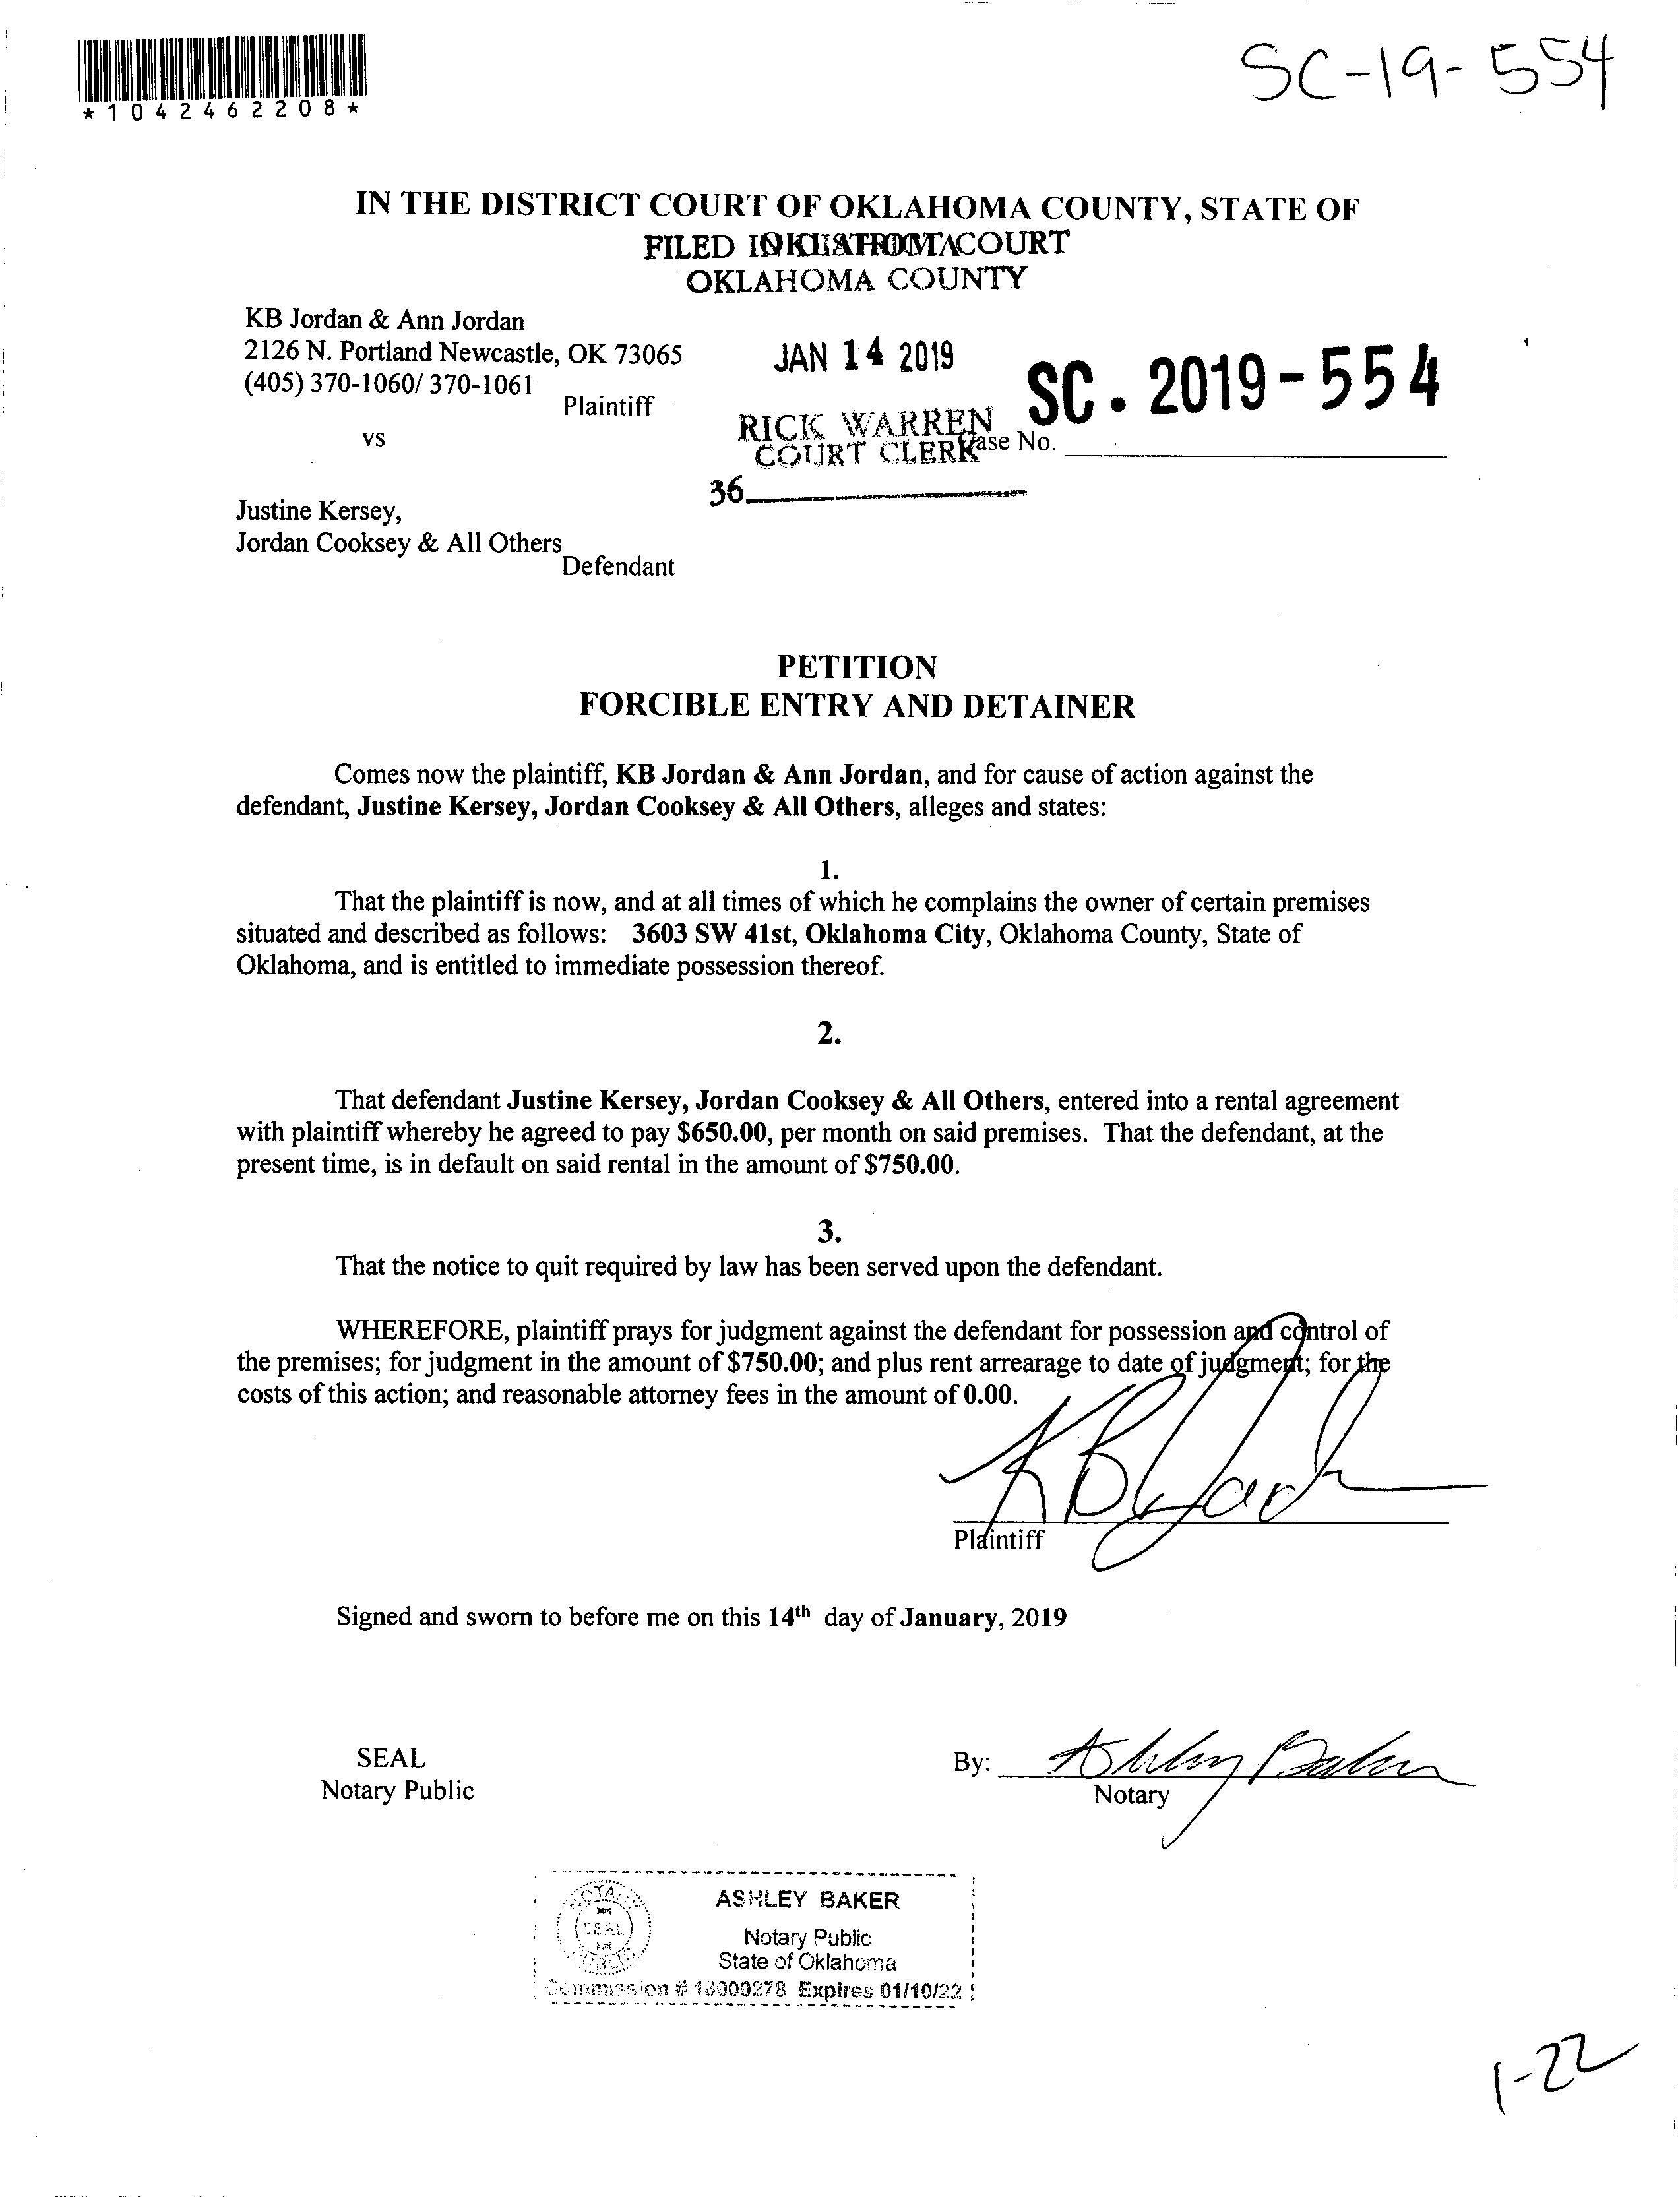 SC-19-554
*1042462208*
IN THE DISTRICT COURT OF OKLAHOMA COUNTY, STATE OF
OKLAHOMA
FILED IN DISTRICT COURT
OKLAHOMA COUNTY
KB Jordan & Ann Jordan
2126 N. Portland Newcastle, OK 73065
(405) 370-1060/ 370-1061
Plaintiff
JAN 14 2019
SC. 2019-554
vs
RICK WARREN
COURT CLERK
Case No.
36
Justine Kersey,
Jordan Cooksey & All Others
Defendant
PETITION
FORCIBLE ENTRY AND DETAINER
Comes now the plaintiff, KB Jordan & Ann Jordan, and for cause of action against the
defendant, Justine Kersey, Jordan Cooksey & All Others, alleges and states:
1.
That the plaintiff is now, and at all times of which he complains the owner of certain premises
situated and described as follows: 3603 SW 41st, Oklahoma City, Oklahoma County, State of
Oklahoma, and is entitled to immediate possession thereof.
2.
That defendant Justine Kersey, Jordan Cooksey & All Others, entered into a rental agreement
with plaintiff whereby he agreed to pay $650.00, per month on said premises. That the defendant, at the
present time, is in default on said rental in the amount of $750.00.
3.
That the notice to quit required by law has been served upon the defendant.
WHEREFORE, plaintiff prays for judgment against the defendant for possession and control of
the premises; for judgment in the amount of $750.00; and plus rent arrearage to date of judgment; for the
costs of this action; and reasonable attorney fees in the amount of 0.00.
KB Jordan
Plaintiff
Signed and sworn to before me on this 14th day of January, 2019
SEAL
Notary Public
By: Ashley Baker
Notary
NOTARY
SEAL
PUBLIC
ASHLEY BAKER
Notary Public
State of Oklahoma
Commission # 18000278 Expires 01/10/22
1-22